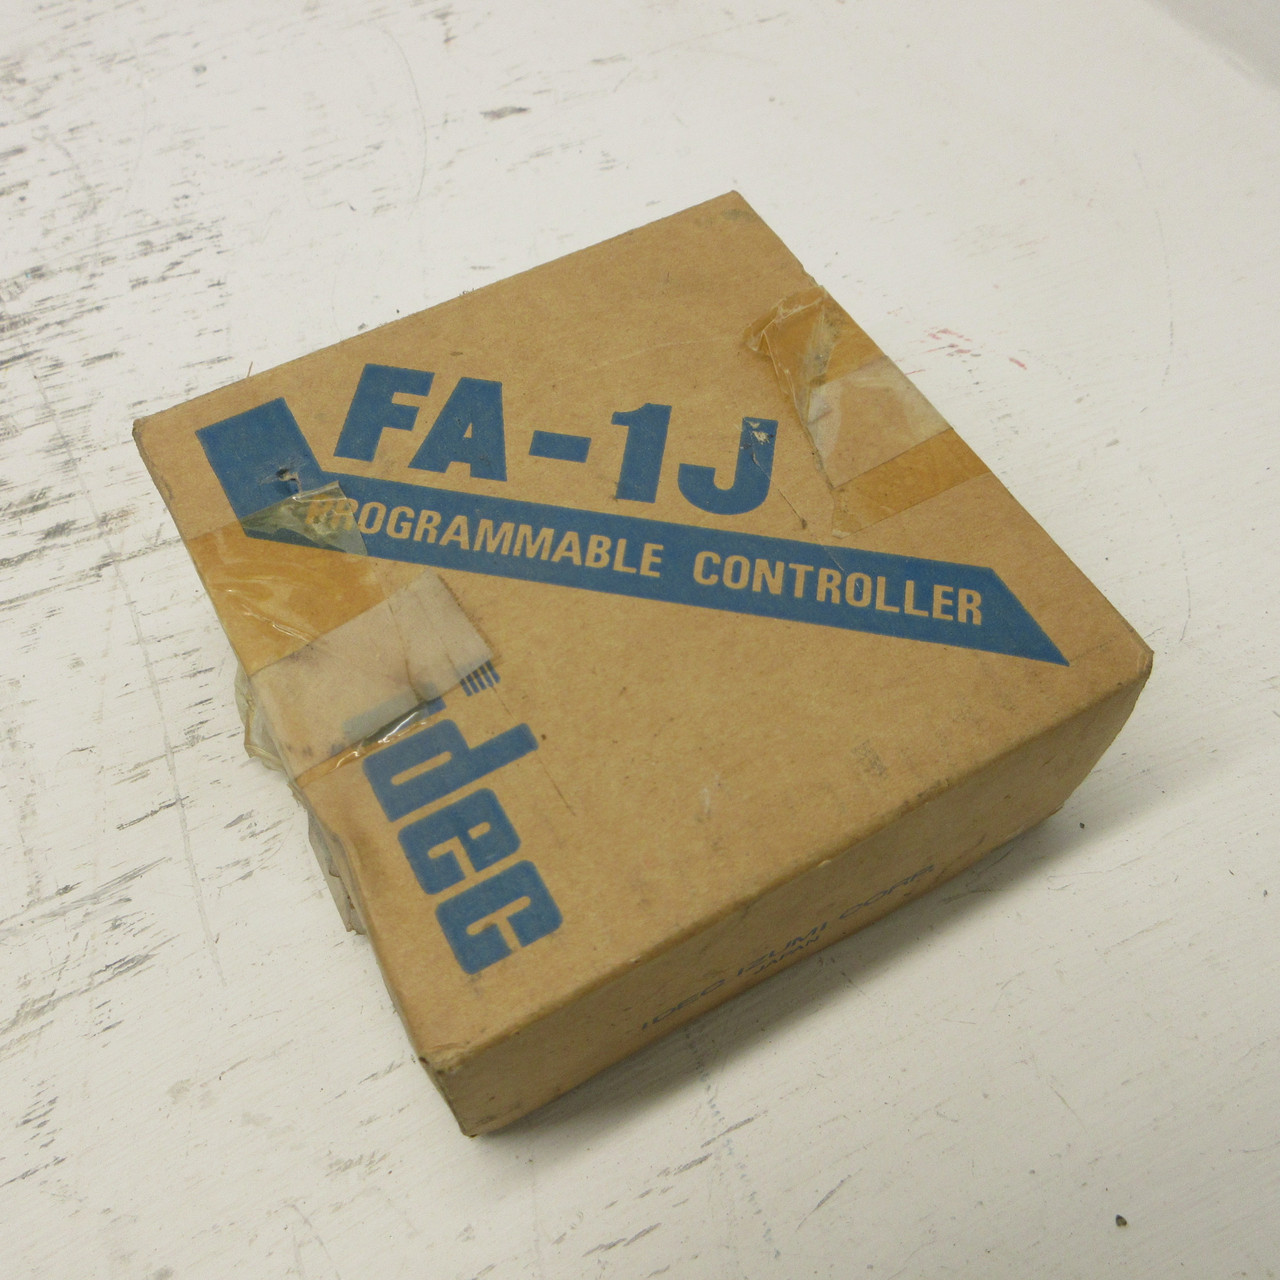 FA-1J
PROGRAMMABLE CONTROLLER
idec
IDEC IZUMI CORP.
JAPAN